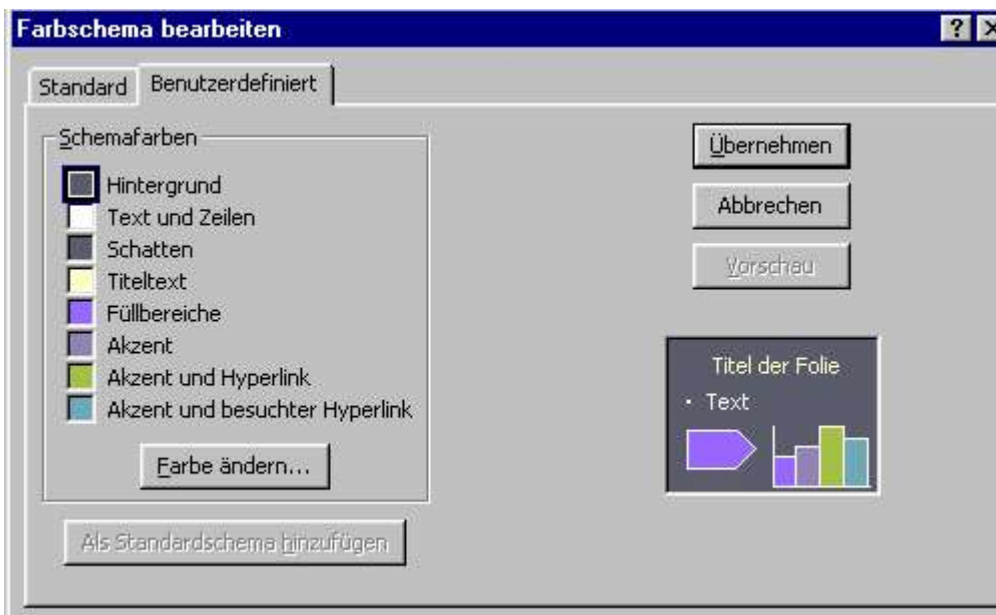 Farbschema bearbeiten
Standard
Benutzerdefiniert
Schemafarben
Hintergrund
Text und Zeilen
Schatten
Titeltext
Füllbereiche
Akzent
Akzent und Hyperlink
Akzent und besuchter Hyperlink
Farbe ändern...
Als Standardschema hinzufügen
Übernehmen
Abbrechen
Vorschau
Titel der Folie
• Text